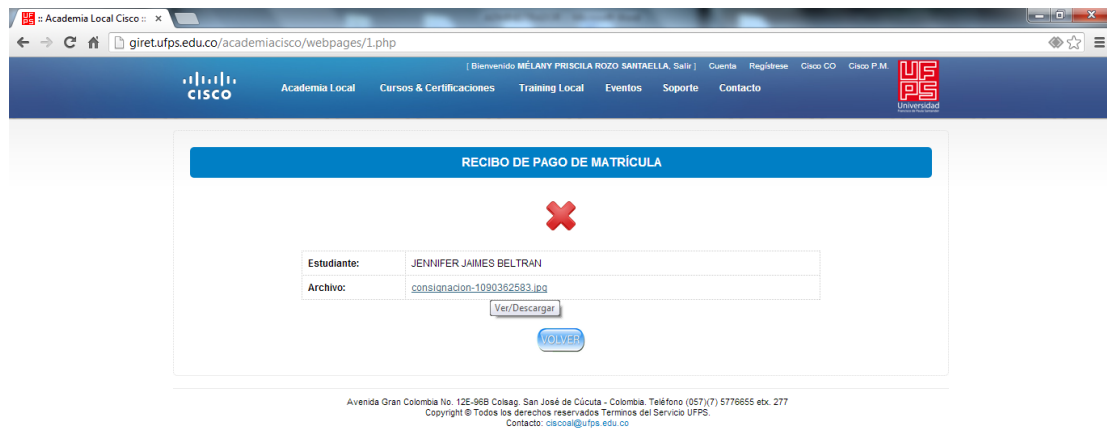 :: Academia Local Cisco ::
giret.ufps.edu.co/academiacisco/webpages/1.php
[ Bienvenido MÉLANY PRISCILA ROZO SANTAELLA, Salir ] Cuenta Regístrese Cisco CO Cisco P.M.
CISCO
Academia Local Cursos & Certificaciones Training Local Eventos Soporte Contacto
UFPS
Universidad
RECIBO DE PAGO DE MATRÍCULA
Estudiante: JENNIFER JAIMES BELTRAN
Archivo: consignacion-1090362583.jpg
Ver/Descargar
VOLVER
Avenida Gran Colombia No. 12E-96B Colsag. San José de Cúcuta - Colombia. Teléfono (057)(7) 5776655 etx. 277
Copyright © Todos los derechos reservados Terminos del Servicio UFPS.
Contacto: ciscoal@ufps.edu.co